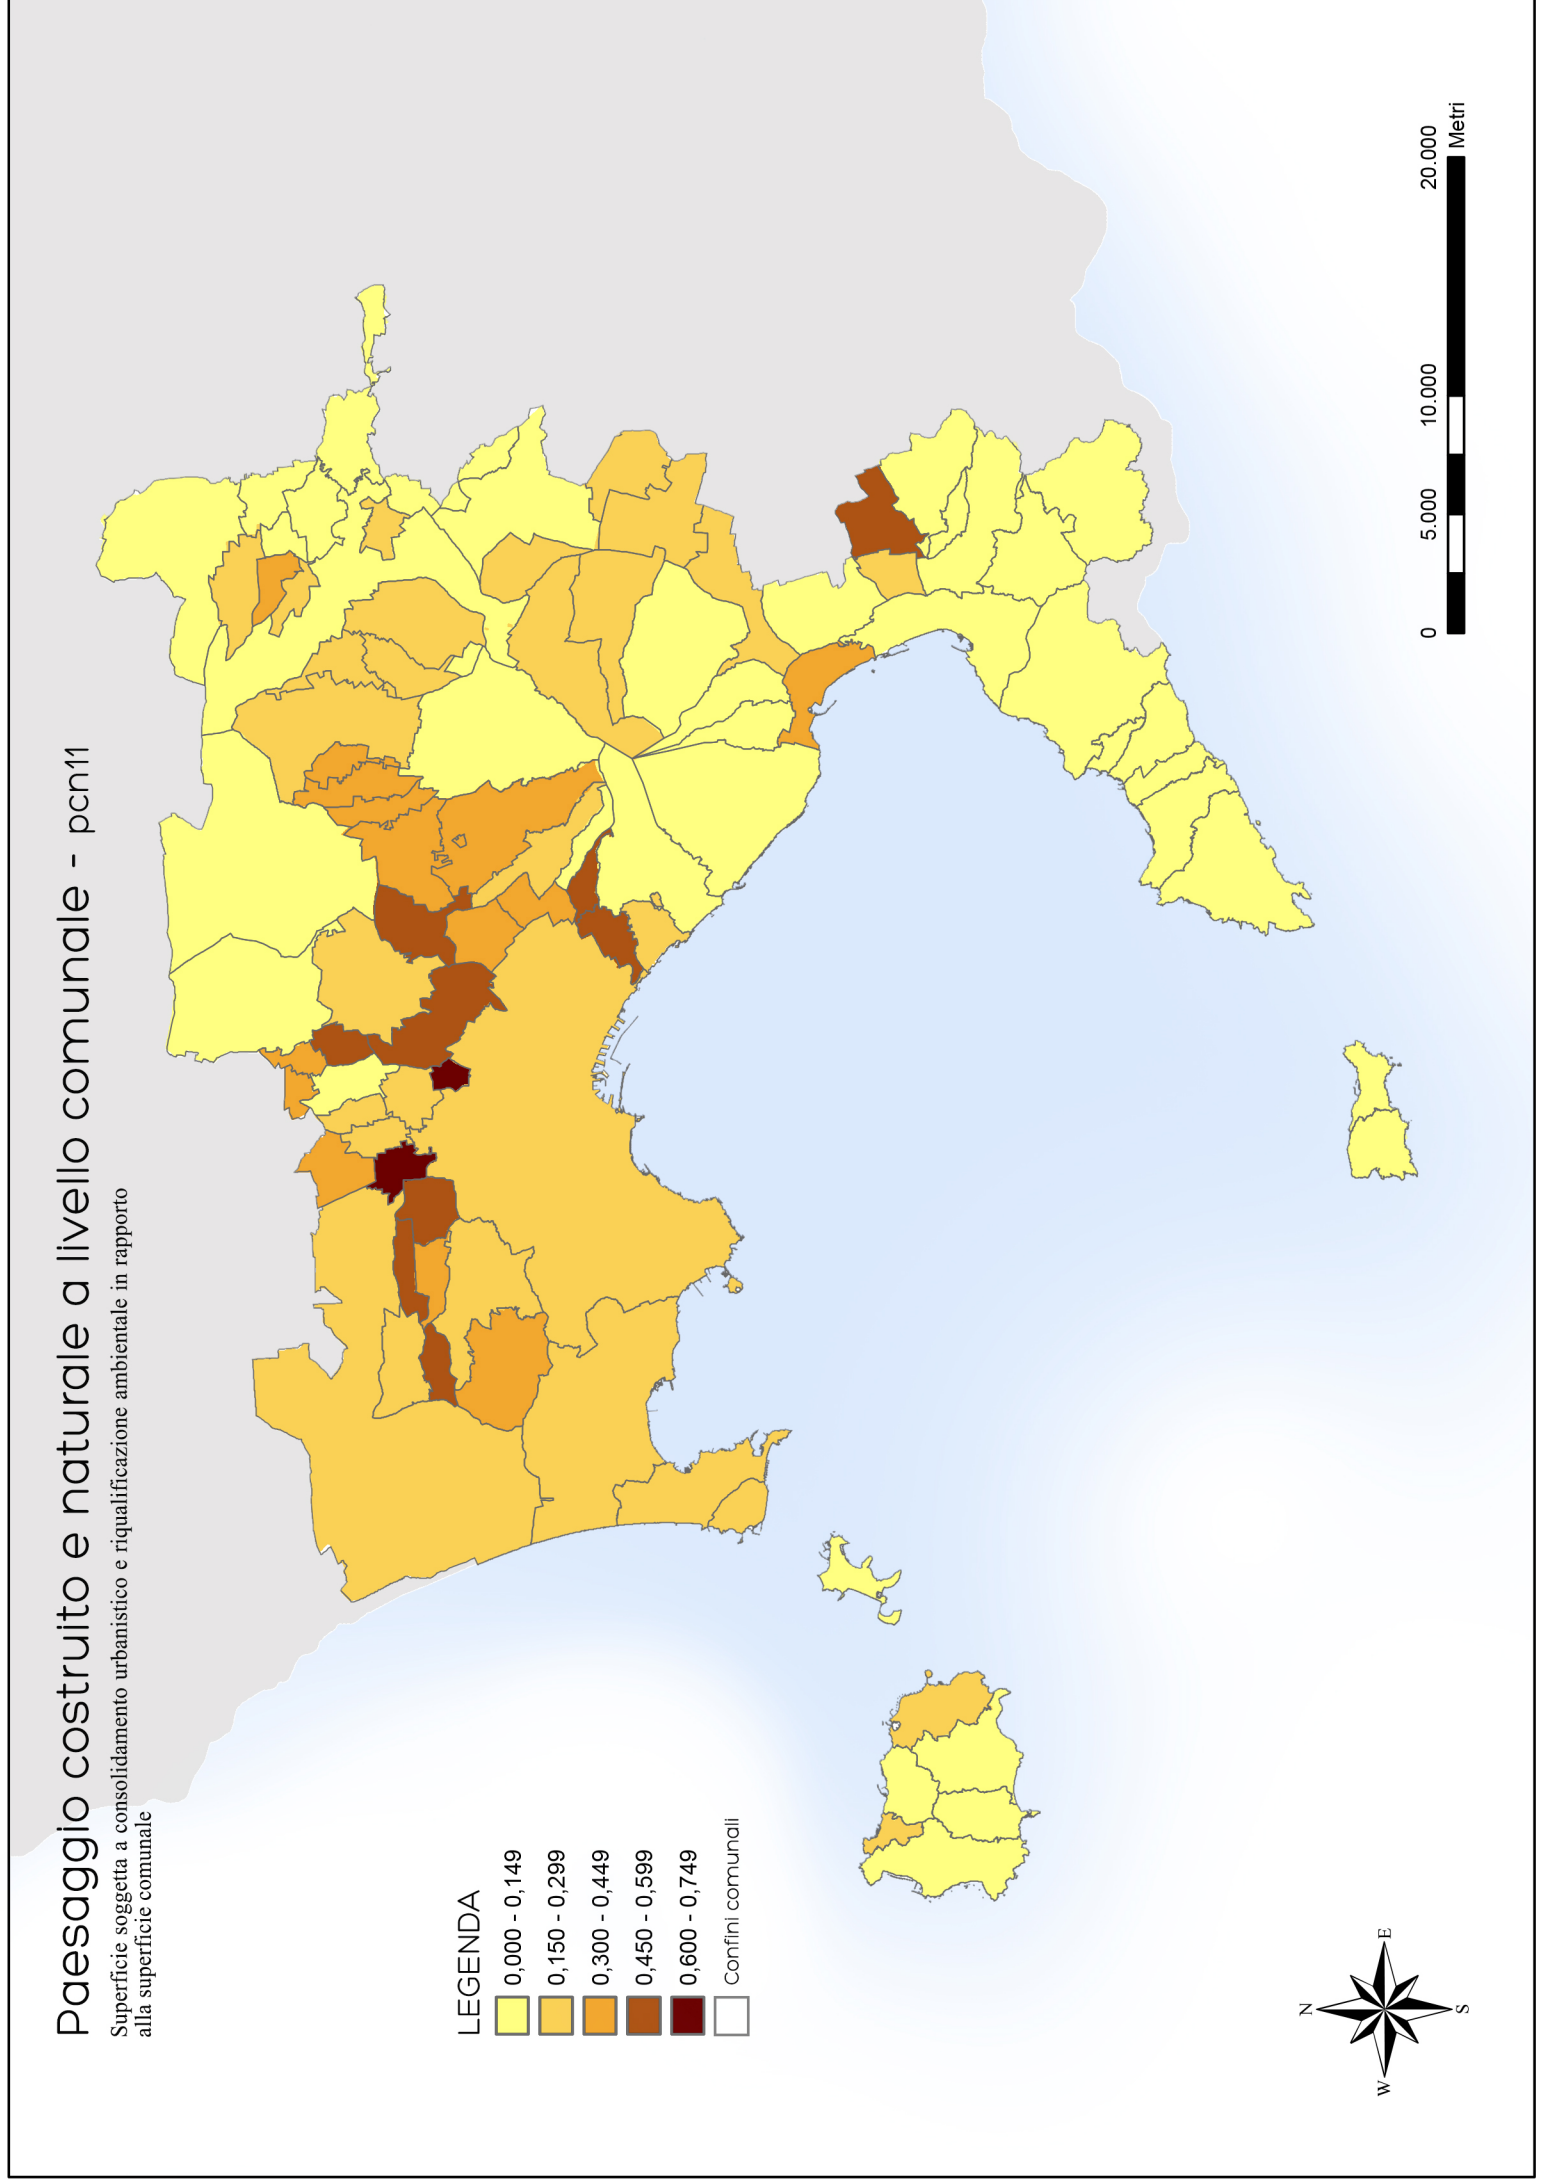 Paesaggio costruito e naturale a livello comunale - pcn11
Superficie soggetta a consolidamento urbanistico e riqualificazione ambientale in rapporto
alla superficie comunale
LEGENDA
0,000 - 0,149
0,150 - 0,299
0,300 - 0,449
0,450 - 0,599
0,600 - 0,749
Confini comunali
N
W E
S
0 5.000 10.000 20.000
Metri